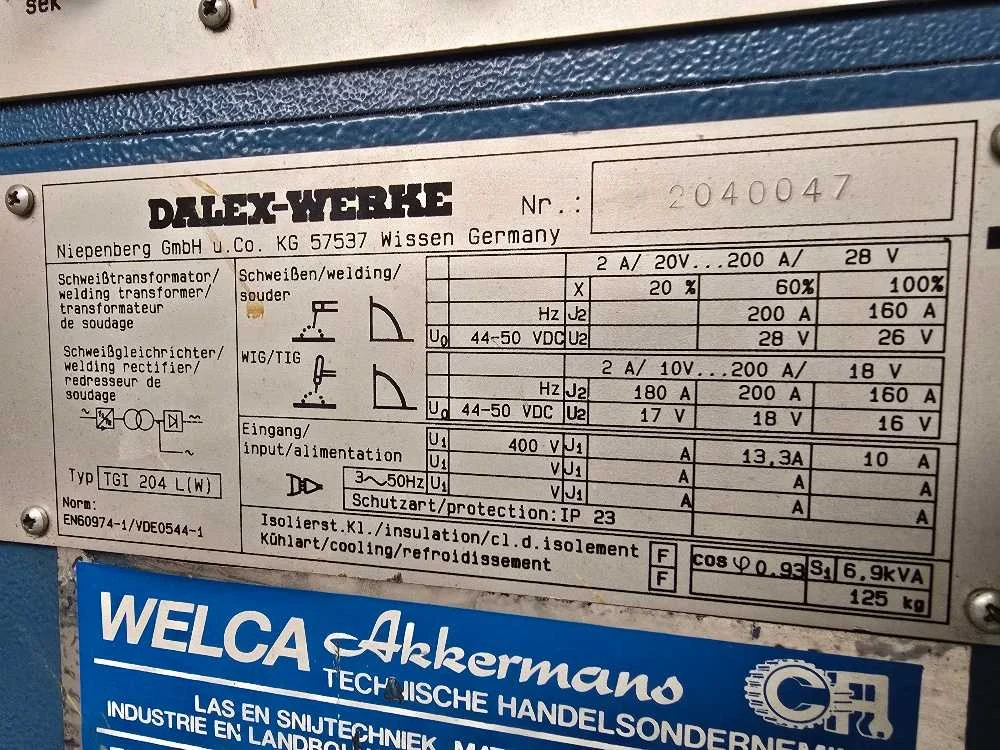 sek
DALEX-WERKE Nr.: 2040047
Niepenberg GmbH u.Co. KG 57537 Wissen Germany
Schweißtransformator/
welding transformer/
transformateur
de soudage
Schweißgleichrichter/
welding rectifier/
redresseur de
soudage
Typ TGI 204 L(W)
Norm:
EN60974-1/VDE0544-1
Schweißen/welding/
souder
2 A/ 20V...200 A/ 28 V
X 20 % 60% 100%
Hz J2 200 A 160 A
U0 44-50 VDC U2 28 V 26 V
WIG/TIG
2 A/ 10V...200 A/ 18 V
Hz J2 180 A 200 A 160 A
U0 44-50 VDC U2 17 V 18 V 16 V
Eingang/
input/alimentation
3~50Hz
U1 400 V J1 A 13,3A 10 A
U1 V J1 A A A
U1 V J1 A A A
Schutzart/protection:IP 23
Isolierst.Kl./insulation/cl.d.isolement F
Kühlart/cooling/refroidissement F
cos φ 0.93 S1 6,9kVA
125 kg
WELCA Akkermans
TECHNISCHE HANDELSONDERNEM
LAS EN SNIJTECHNIEK, MAT
INDUSTRIE EN LANDBOU